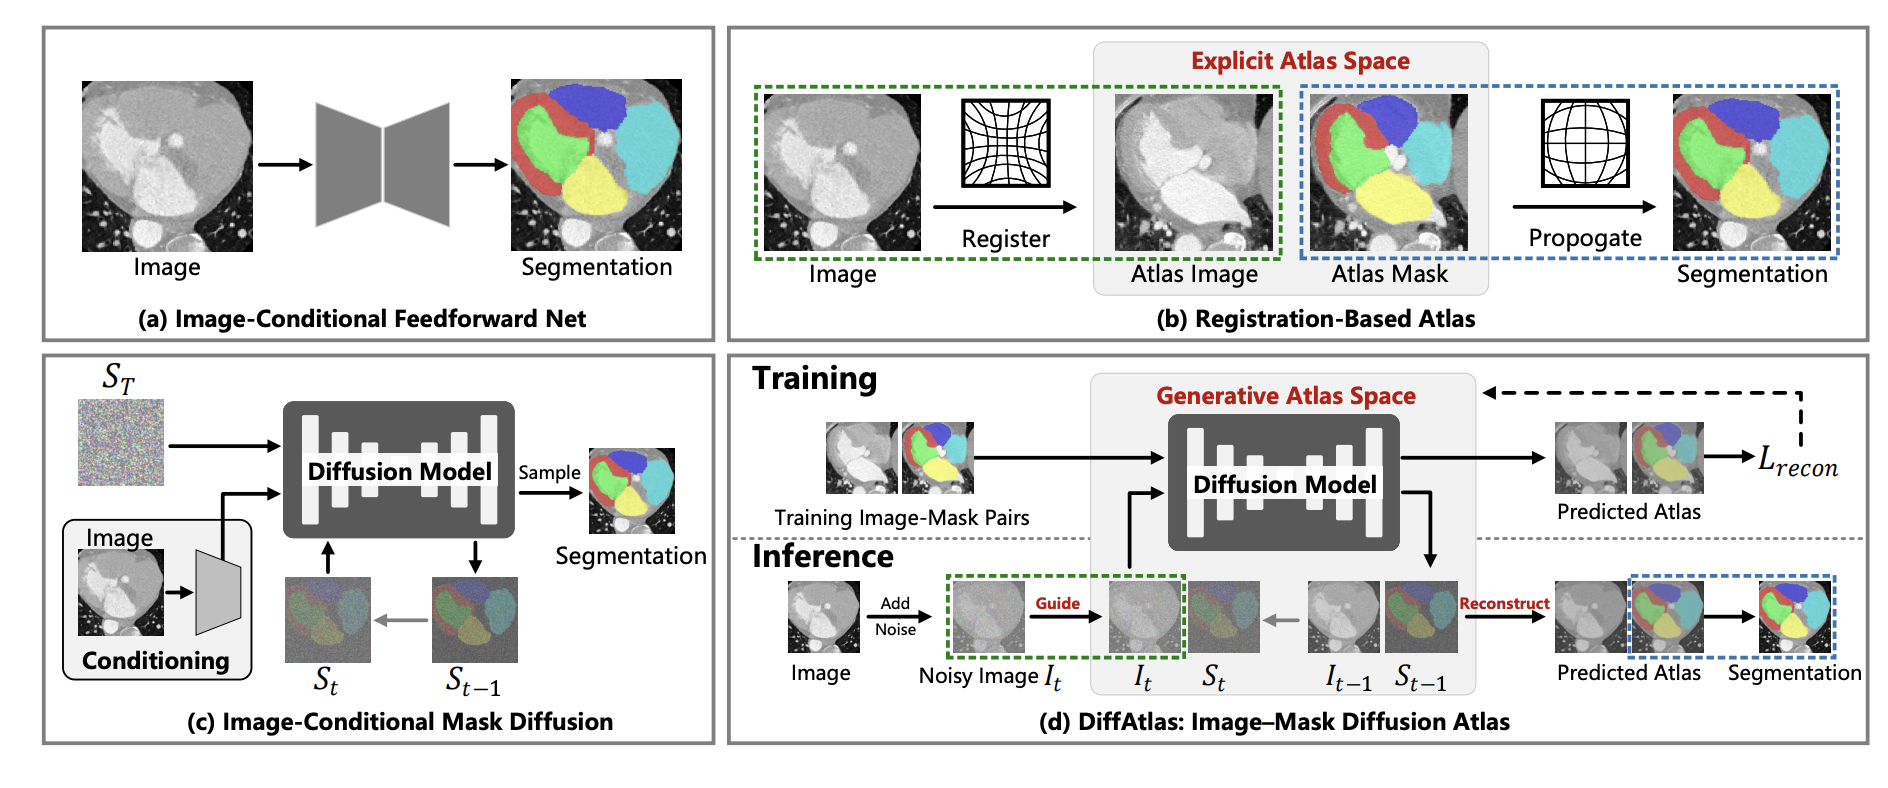 Image
Segmentation
(a) Image-Conditional Feedforward Net
Explicit Atlas Space
Register
Propogate
Image
Atlas Image
Atlas Mask
Segmentation
(b) Registration-Based Atlas
S_T
Diffusion Model
Sample
Segmentation
Image
Conditioning
S_t
S_{t-1}
(c) Image-Conditional Mask Diffusion
Training
Generative Atlas Space
Diffusion Model
L_{recon}
Training Image-Mask Pairs
Predicted Atlas
Inference
Add
Noise
Guide
Reconstruct
Image
Noisy Image I_t
I_t
S_t
I_{t-1}
S_{t-1}
Predicted Atlas
Segmentation
(d) DiffAtlas: Image–Mask Diffusion Atlas